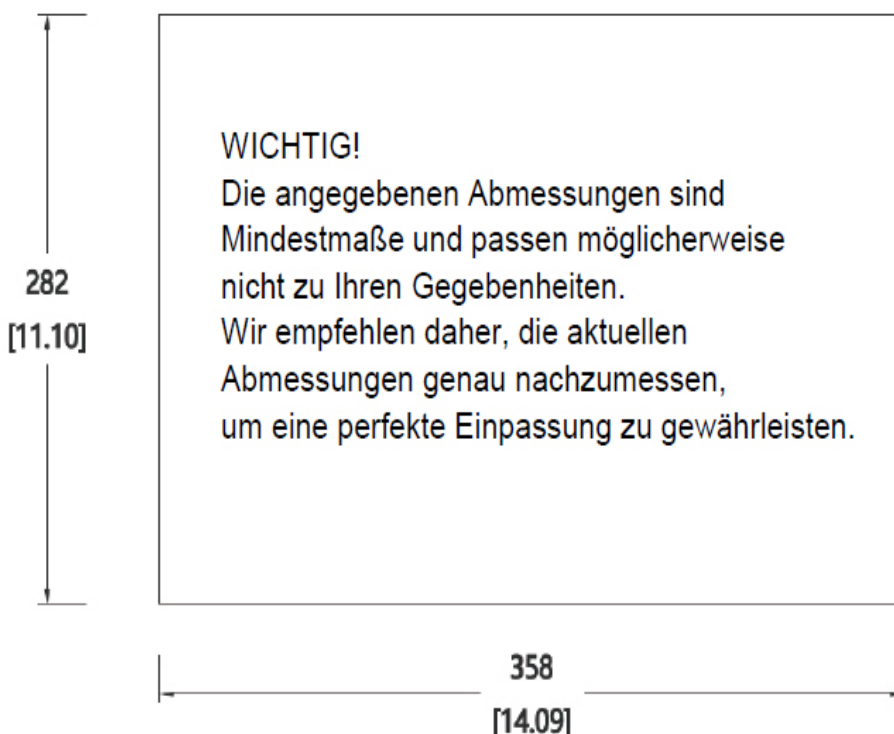 WICHTIG!
Die angegebenen Abmessungen sind
Mindestmaße und passen möglicherweise
nicht zu Ihren Gegebenheiten.
Wir empfehlen daher, die aktuellen
Abmessungen genau nachzumessen,
um eine perfekte Einpassung zu gewährleisten.
282
[11.10]
358
[14.09]